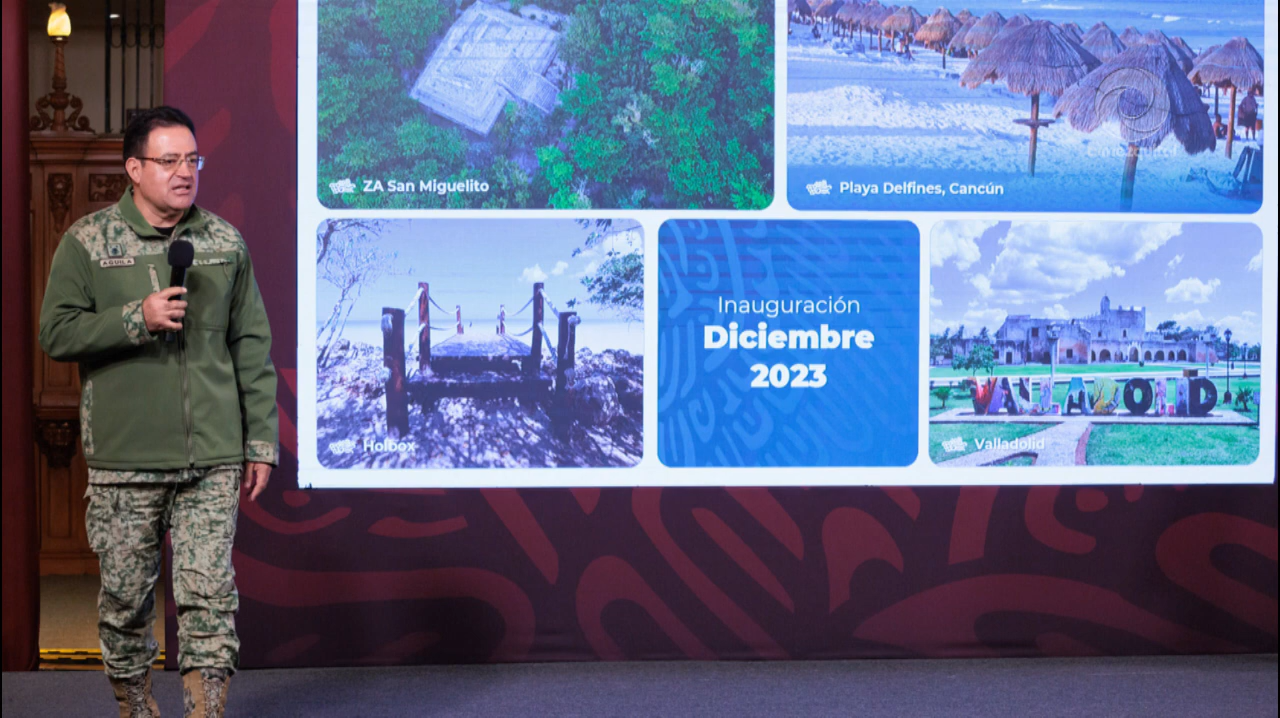 ZA San Miguelito
Playa Delfines, Cancún
AGUILA
Inauguración
Diciembre
2023
VALLADOLID
Holbox
Valladolid